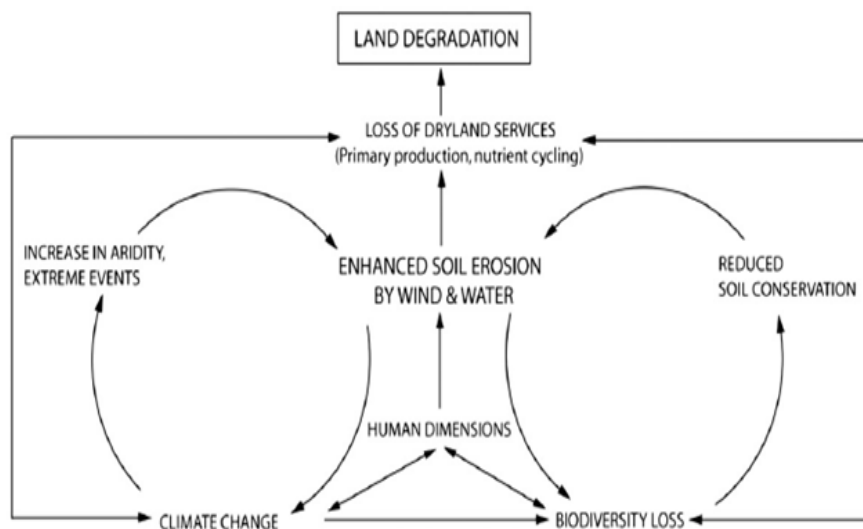 LAND DEGRADATION
LOSS OF DRYLAND SERVICES
(Primary production, nutrient cycling)
INCREASE IN ARIDITY,
EXTREME EVENTS
ENHANCED SOIL EROSION
BY WIND & WATER
REDUCED
SOIL CONSERVATION
HUMAN DIMENSIONS
CLIMATE CHANGE
BIODIVERSITY LOSS